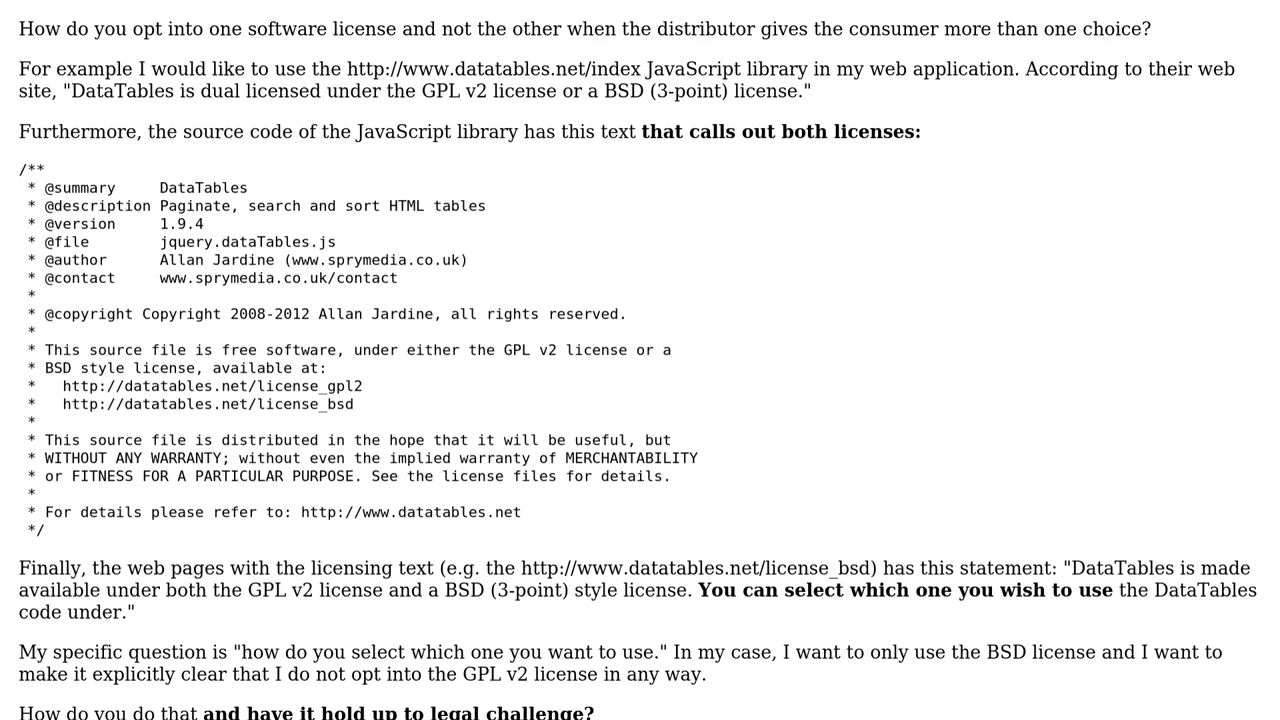 How do you opt into one software license and not the other when the distributor gives the consumer more than one choice?
For example I would like to use the http://www.datatables.net/index JavaScript library in my web application. According to their web
site, "DataTables is dual licensed under the GPL v2 license or a BSD (3-point) license."
Furthermore, the source code of the JavaScript library has this text that calls out both licenses:
/**
 * @summary     DataTables
 * @description Paginate, search and sort HTML tables
 * @version     1.9.4
 * @file        jquery.dataTables.js
 * @author      Allan Jardine (www.sprymedia.co.uk)
 * @contact     www.sprymedia.co.uk/contact
 *
 * @copyright Copyright 2008-2012 Allan Jardine, all rights reserved.
 *
 * This source file is free software, under either the GPL v2 license or a
 * BSD style license, available at:
 *   http://datatables.net/license_gpl2
 *   http://datatables.net/license_bsd
 *
 * This source file is distributed in the hope that it will be useful, but
 * WITHOUT ANY WARRANTY; without even the implied warranty of MERCHANTABILITY
 * or FITNESS FOR A PARTICULAR PURPOSE. See the license files for details.
 *
 * For details please refer to: http://www.datatables.net
 */
Finally, the web pages with the licensing text (e.g. the http://www.datatables.net/license_bsd) has this statement: "DataTables is made
available under both the GPL v2 license and a BSD (3-point) style license. You can select which one you wish to use the DataTables
code under."
My specific question is "how do you select which one you want to use." In my case, I want to only use the BSD license and I want to
make it explicitly clear that I do not opt into the GPL v2 license in any way.
How do you do that and have it hold up to legal challenge?